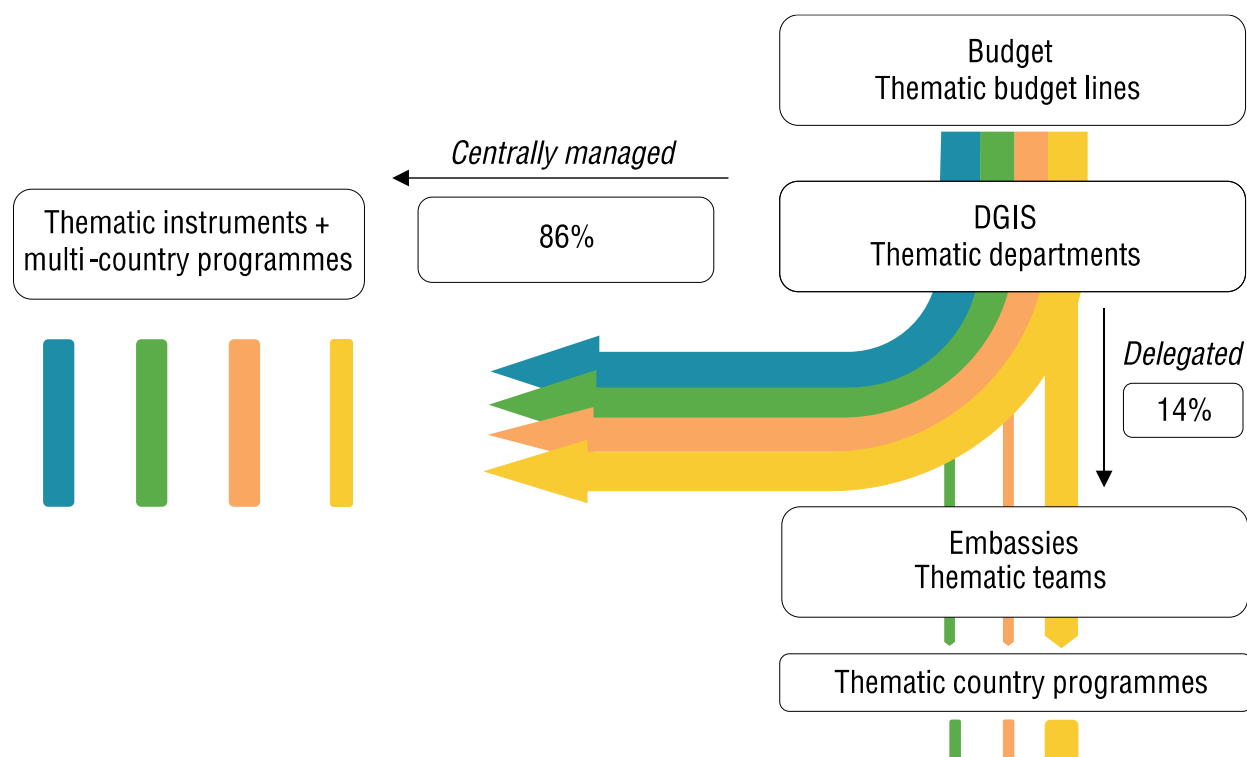 Budget
Thematic budget lines
Centrally managed
86%
Thematic instruments +
multi-country programmes
DGIS
Thematic departments
Delegated
14%
Embassies
Thematic teams
Thematic country programmes